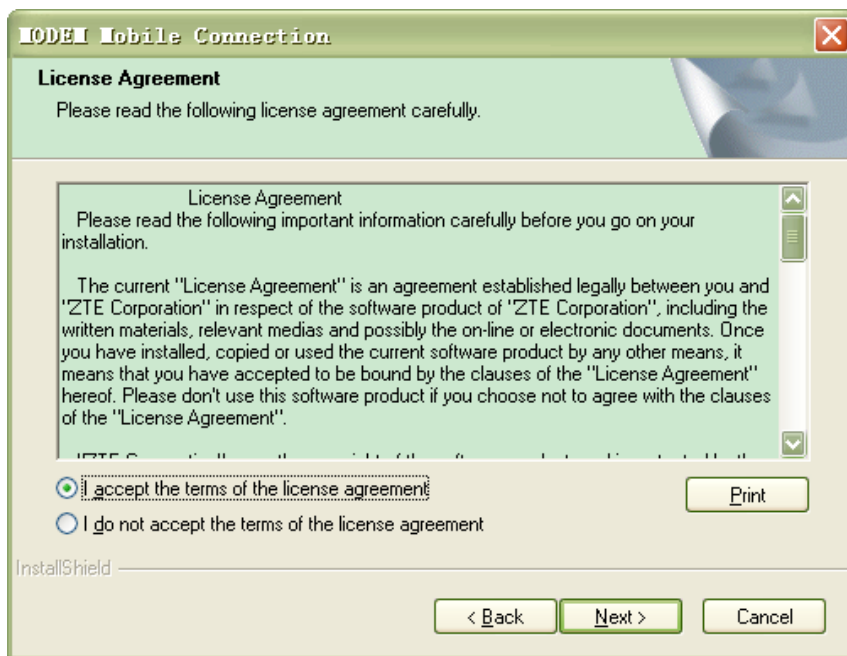 MODEM Mobile Connection
License Agreement
Please read the following license agreement carefully.
License Agreement
Please read the following important information carefully before you go on your
installation.
The current "License Agreement" is an agreement established legally between you and
"ZTE Corporation" in respect of the software product of "ZTE Corporation", including the
written materials, relevant medias and possibly the on-line or electronic documents. Once
you have installed, copied or used the current software product by any other means, it
means that you have accepted to be bound by the clauses of the "License Agreement"
hereof. Please don't use this software product if you choose not to agree with the clauses
of the "License Agreement".
I accept the terms of the license agreement
Print
I do not accept the terms of the license agreement
InstallShield
< Back
Next >
Cancel